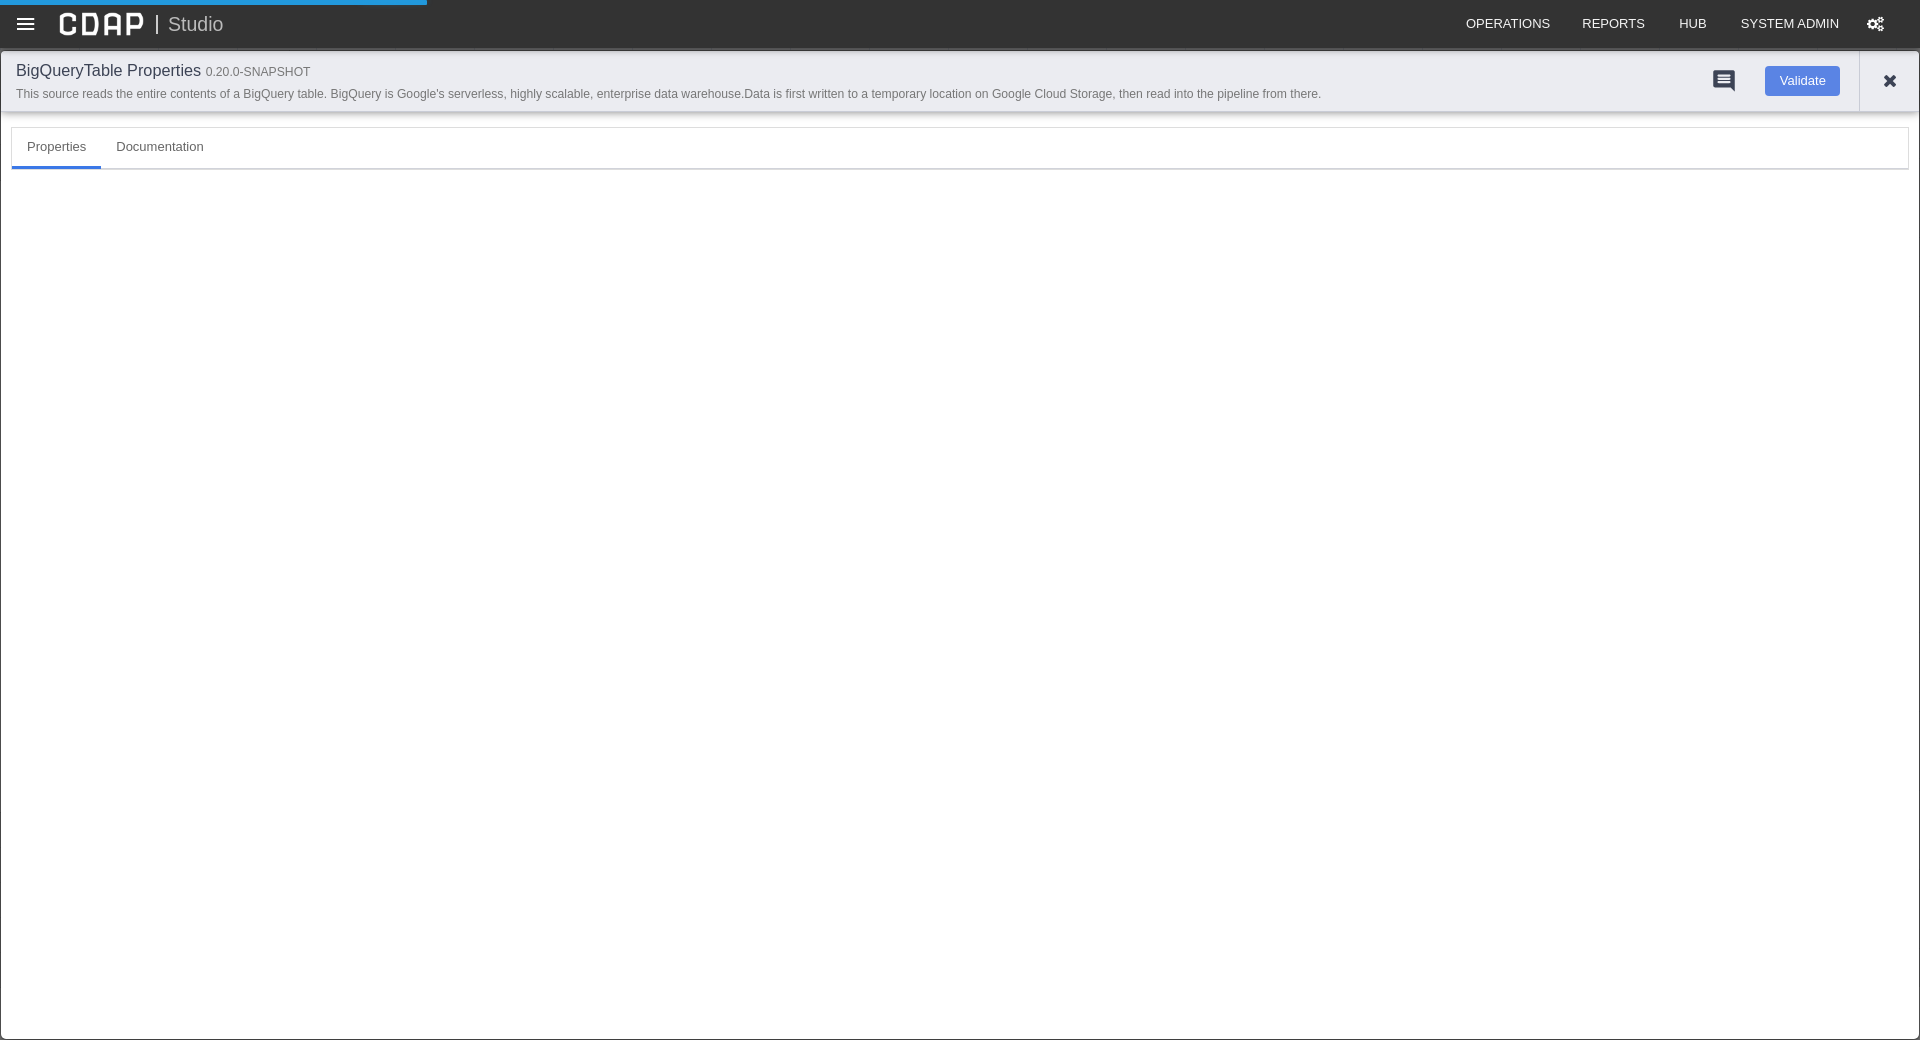 CDAP | Studio
OPERATIONS REPORTS HUB SYSTEM ADMIN
BigQueryTable Properties 0.20.0-SNAPSHOT
This source reads the entire contents of a BigQuery table. BigQuery is Google's serverless, highly scalable, enterprise data warehouse.Data is first written to a temporary location on Google Cloud Storage, then read into the pipeline from there.
Validate
Properties Documentation